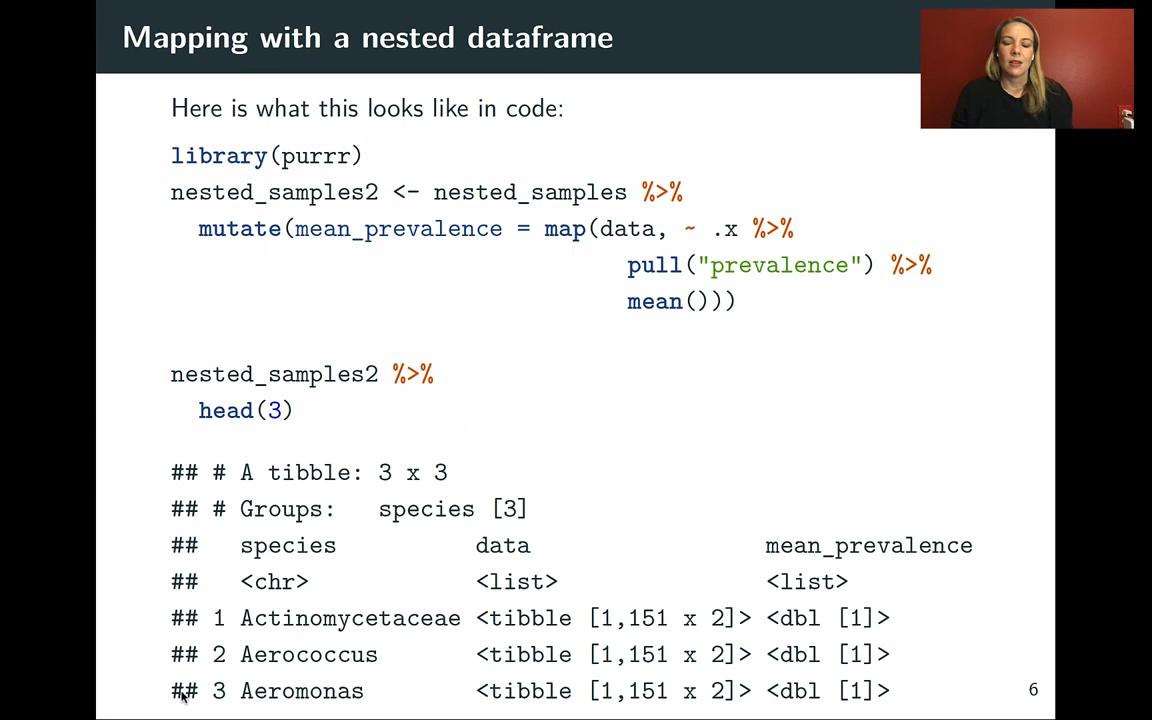 Mapping with a nested dataframe
Here is what this looks like in code:
library(purrr)
nested_samples2 <- nested_samples %>%
  mutate(mean_prevalence = map(data, ~ .x %>%
                                 pull("prevalence") %>%
                                 mean()))
nested_samples2 %>%
  head(3)
## # A tibble: 3 x 3
## # Groups:   species [3]
##   species          data                 mean_prevalence
##   <chr>            <list>               <list>
## 1 Actinomycetaceae <tibble [1,151 x 2]> <dbl [1]>
## 2 Aerococcus       <tibble [1,151 x 2]> <dbl [1]>
## 3 Aeromonas        <tibble [1,151 x 2]> <dbl [1]>
6